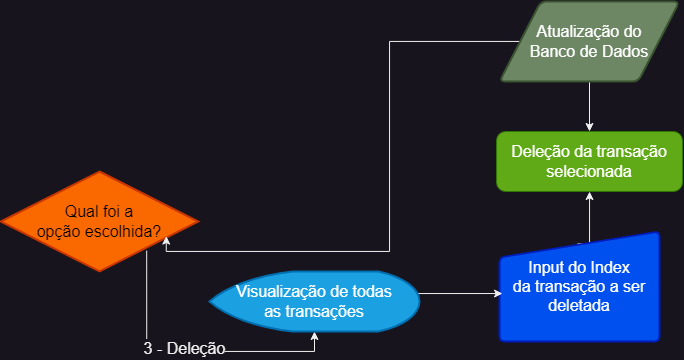 Atualização do
Banco de Dados
Deleção da transação
selecionada
Qual foi a
opção escolhida?
Input do Index
da transação a ser
deletada
Visualização de todas
as transações
3 - Deleção